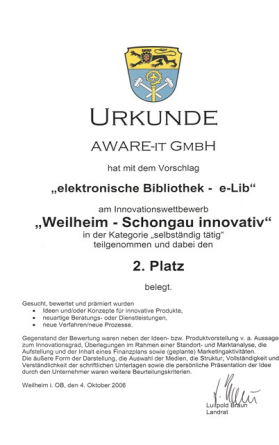 URKUNDE
AWARE-IT GMBH
hat mit dem Vorschlag
„elektronische Bibliothek - e-Lib“
am Innovationswettbewerb
„Weilheim - Schongau innovativ“
in der Kategorie „selbständig tätig“
teilgenommen und dabei den
2. Platz
belegt.
Gesucht, bewertet und prämiert wurden
• Ideen und/oder Konzepte für innovative Produkte,
• neuartige Beratungs- oder Dienstleistungen,
• neue Verfahren/neue Prozesse.
Gegenstand der Bewertung waren neben der Ideen- bzw. Produktvorstellung v. a. Aussagen
zum Innovationsgrad, Überlegungen im Rahmen einer Standort- und Marktanalyse, die
Aufstellung und der Inhalt eines Finanzplans sowie (geplante) Marketingaktivitäten.
Die äußere Form der Darstellung, die Auswahl der Medien, die Struktur, Vollständigkeit und
Verständlichkeit der schriftlichen Unterlagen sowie die persönliche Präsentation der Idee
durch den Unternehmer waren weitere Beurteilungskriterien.
Weilheim i. OB, den 4. Oktober 2006
Luitpold Braun
Landrat